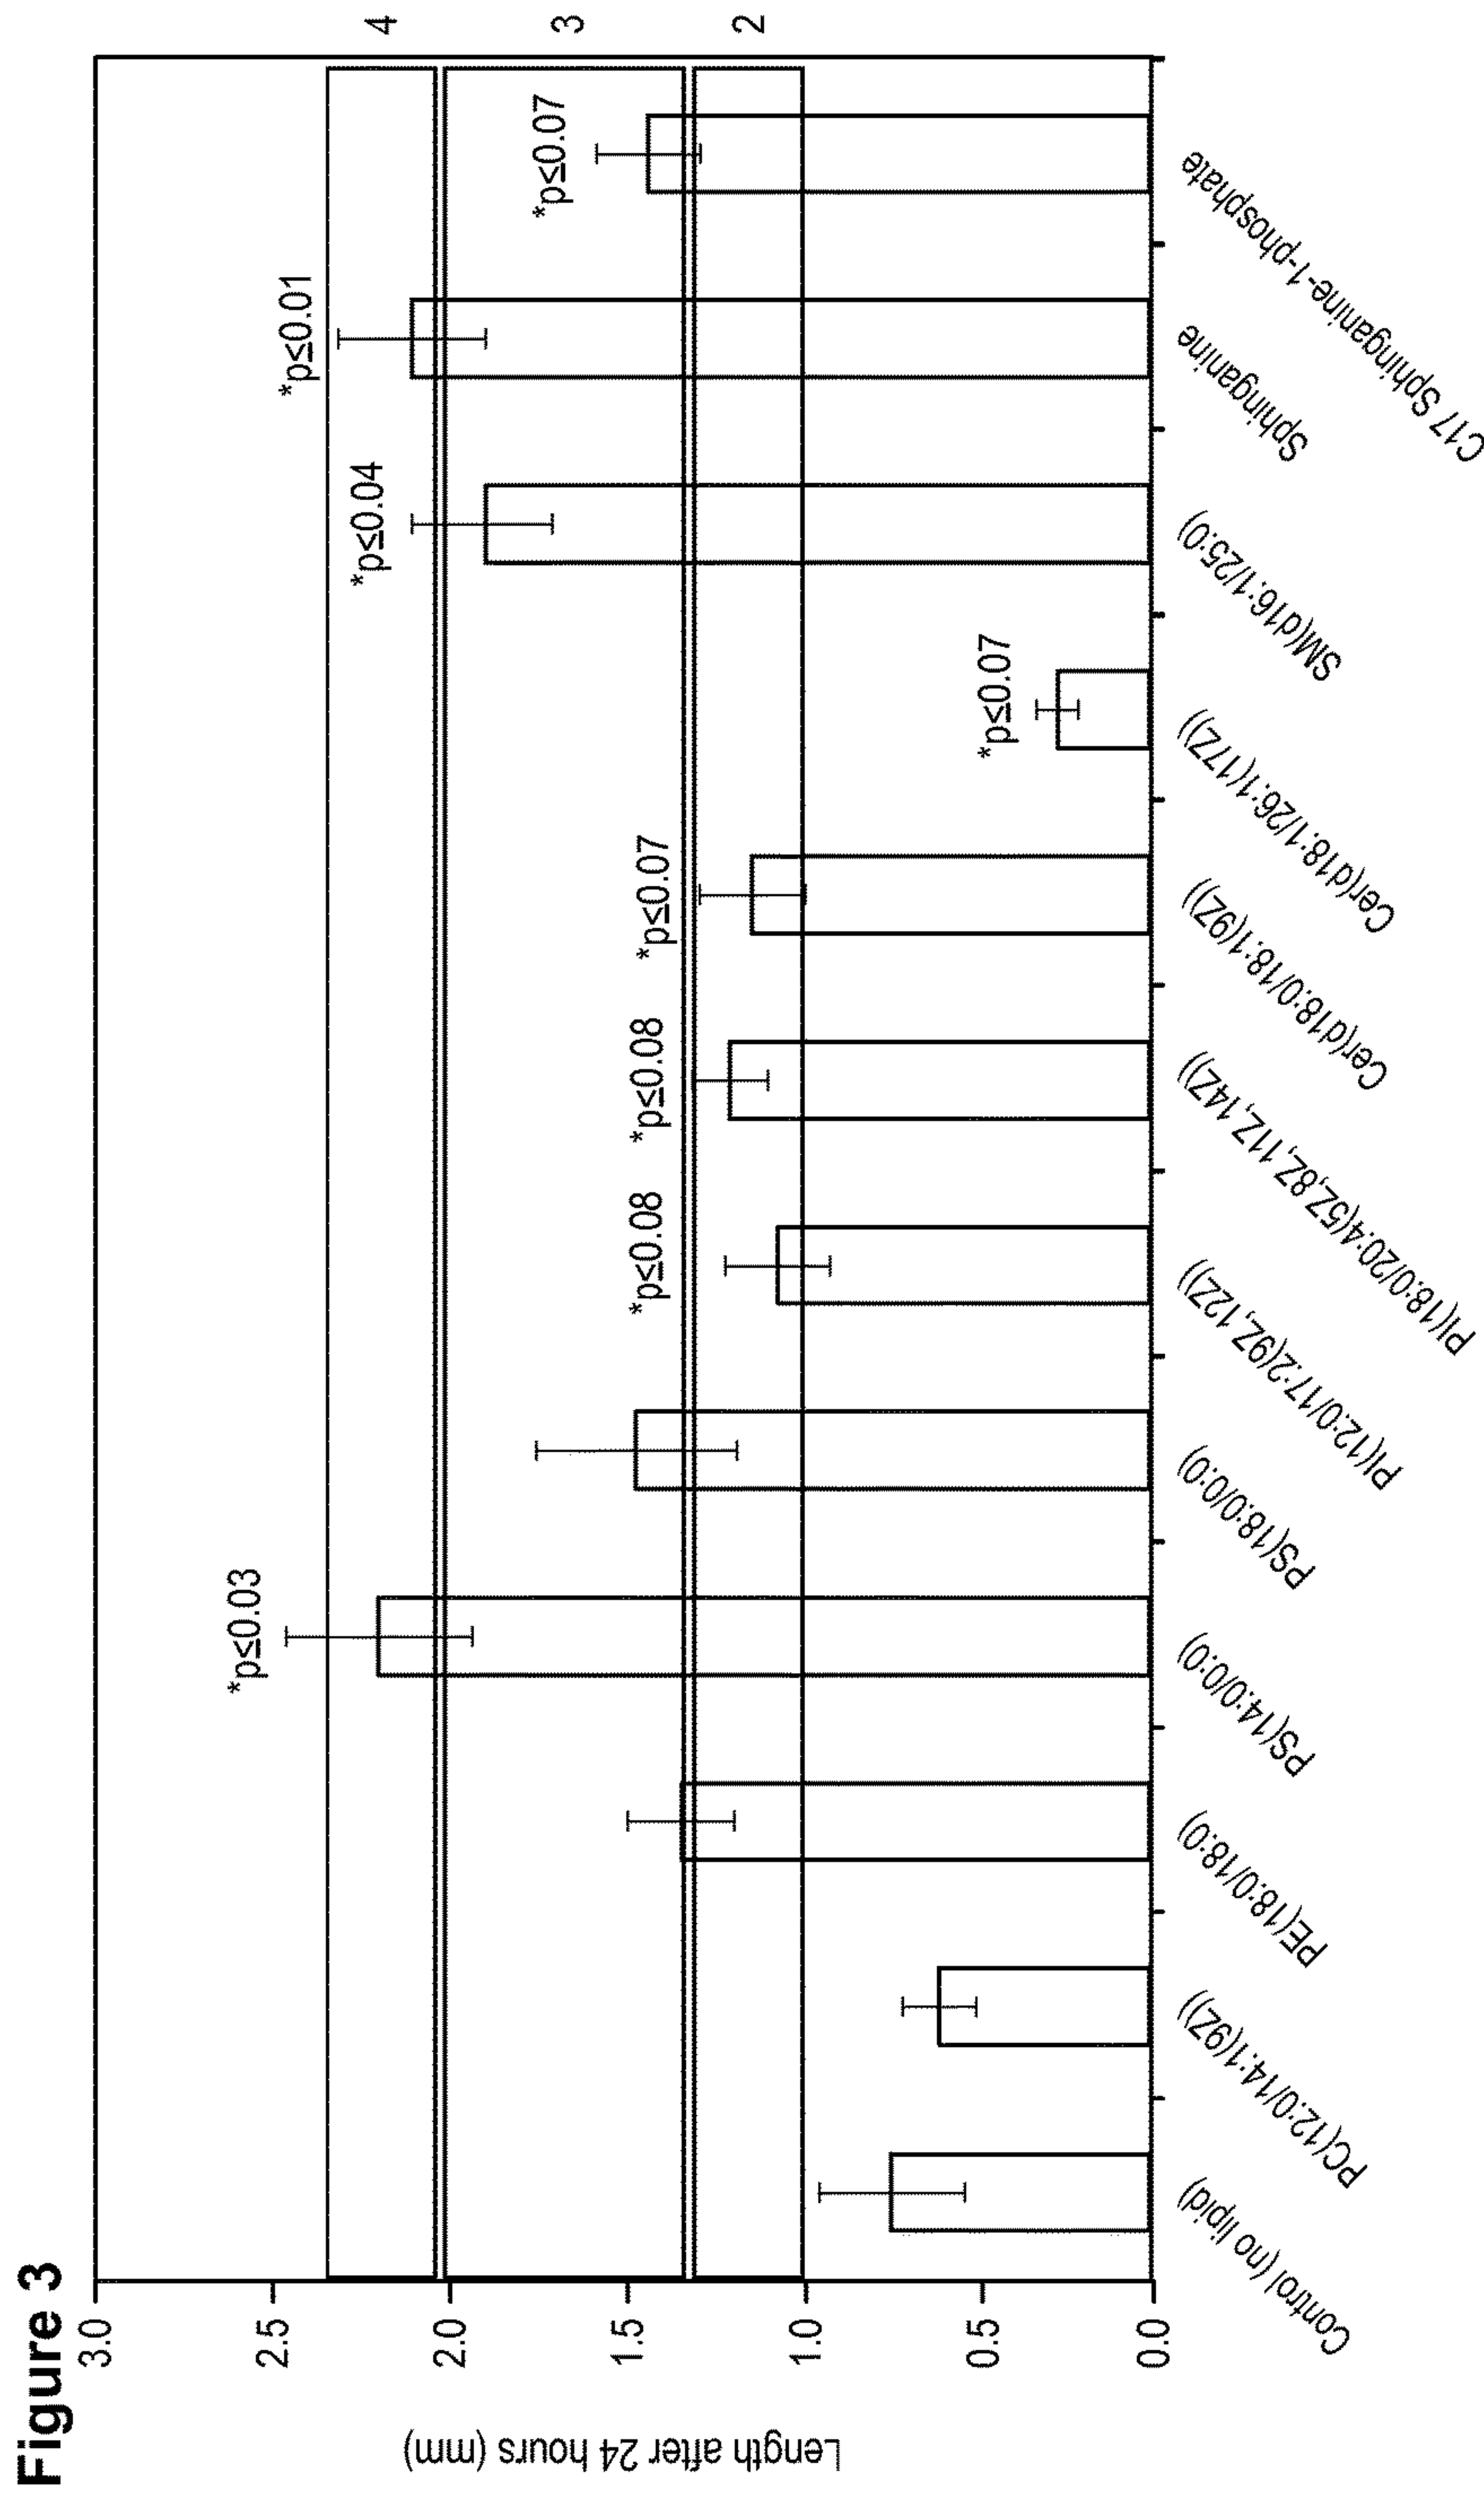 Figure 3
Length after 24 hours (mm)
3.0
2.5
2.0
1.5
1.0
0.5
0.0
4
3
2
*p≤0.03
*p≤0.08
*p≤0.08
*p≤0.07
*p≤0.07
*p≤0.04
*p≤0.01
*p≤0.07
Control (no lipid)
PC(12:0/14:1(9Z))
PE(18:0/18:0)
PS(14:0/0:0)
PS(18:0/0:0)
PI(12:0/17:2(9Z,12Z))
PI(18:0/20:4(5Z,8Z,11Z,14Z))
Cer(d18:0/18:1(9Z))
Cer(d18:1/26:1(17Z))
SM(d16:1/25:0)
Sphinganine
C17 Sphinganine-1-phosphate